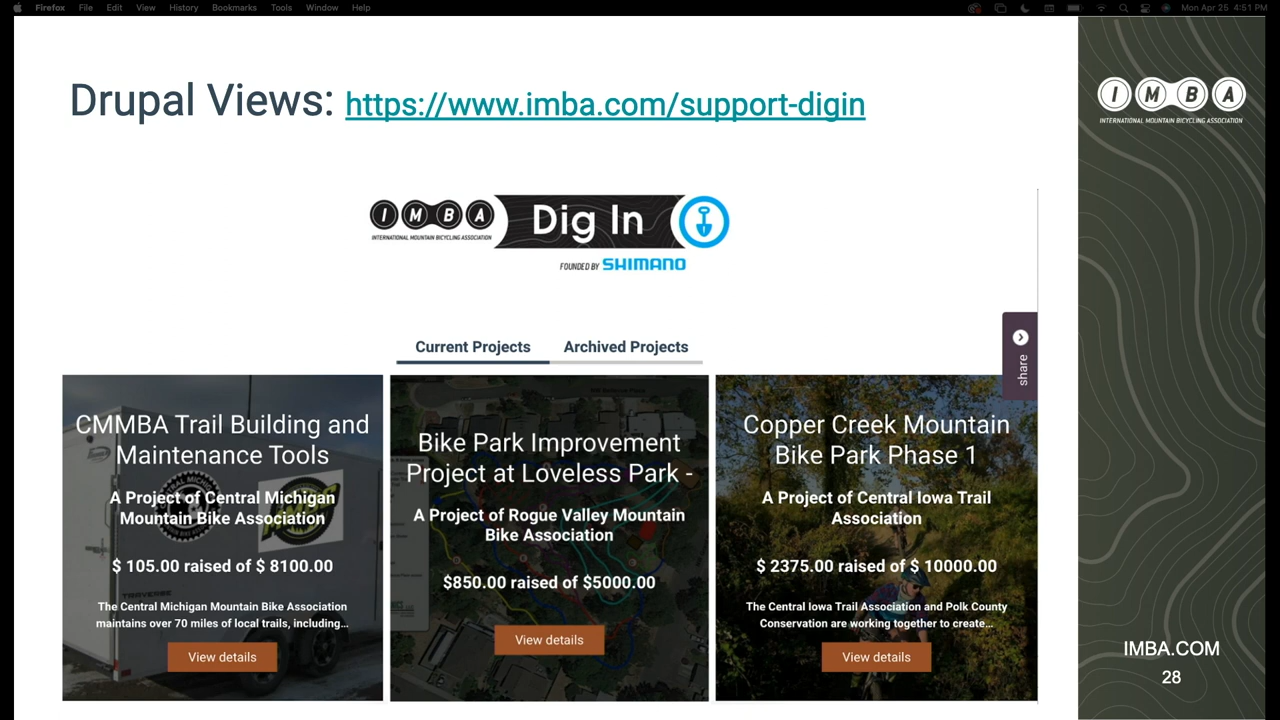 Firefox File Edit View History Bookmarks Tools Window Help Mon Apr 25 4:51 PM
Drupal Views: https://www.imba.com/support-digin
I M B A
INTERNATIONAL MOUNTAIN BICYCLING ASSOCIATION
I M B A
INTERNATIONAL MOUNTAIN BICYCLING ASSOCIATION
Dig In
FOUNDED BY SHIMANO
Current Projects Archived Projects
share
CMMBA Trail Building and
Maintenance Tools
A Project of Central Michigan
Mountain Bike Association
$ 105.00 raised of $ 8100.00
The Central Michigan Mountain Bike Association
maintains over 70 miles of local trails, including...
View details
Bike Park Improvement
Project at Loveless Park -
A Project of Rogue Valley Mountain
Bike Association
$850.00 raised of $5000.00
View details
Copper Creek Mountain
Bike Park Phase 1
A Project of Central Iowa Trail
Association
$ 2375.00 raised of $ 10000.00
The Central Iowa Trail Association and Polk County
Conservation are working together to create...
View details
IMBA.COM
28